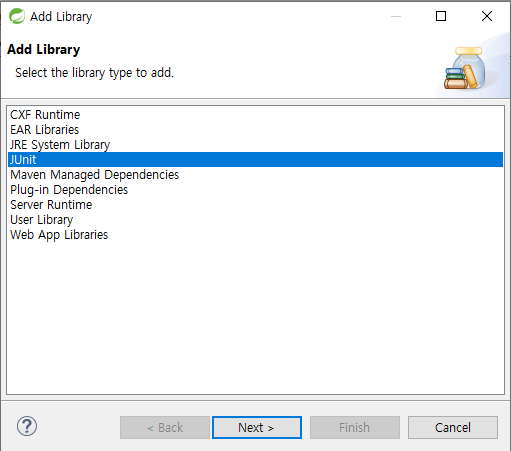 Add Library
Add Library
Select the library type to add.
CXF Runtime
EAR Libraries
JRE System Library
JUnit
Maven Managed Dependencies
Plug-in Dependencies
Server Runtime
User Library
Web App Libraries
?
< Back
Next >
Finish
Cancel